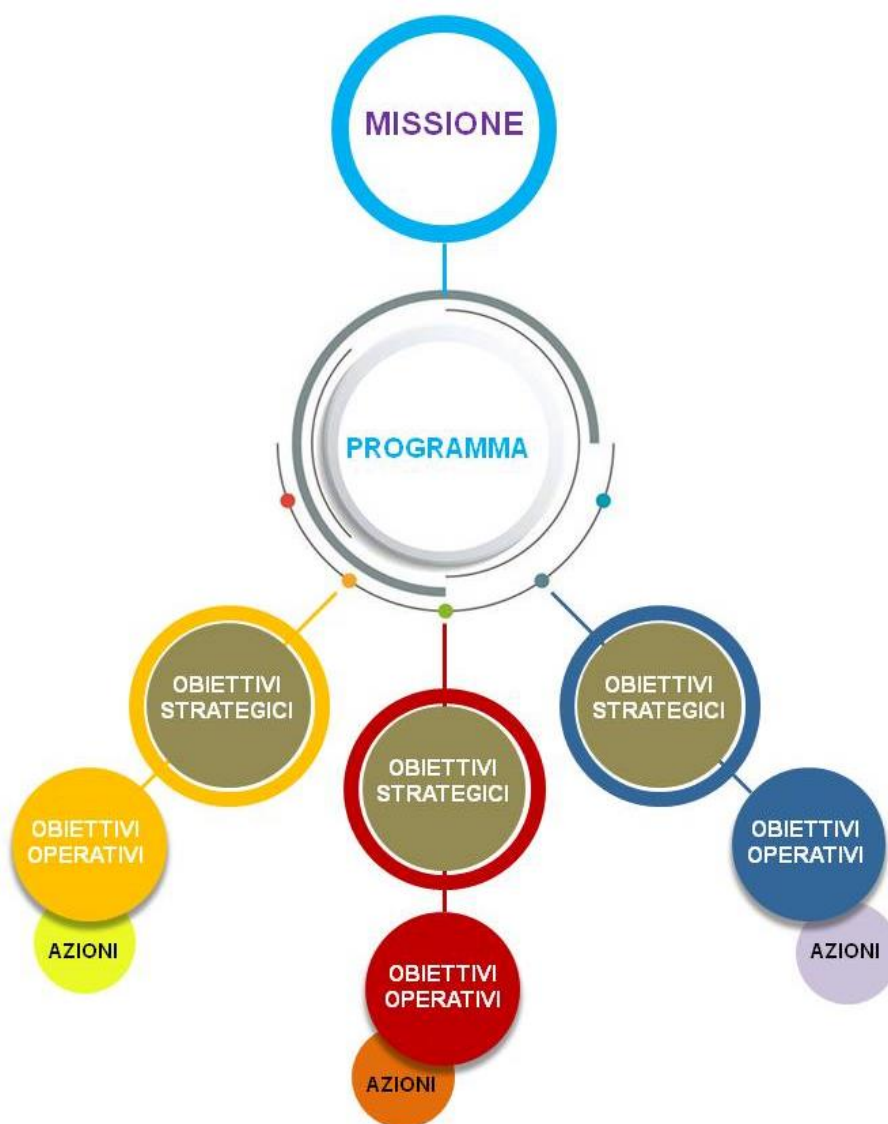 MISSIONE
PROGRAMMA
OBIETTIVI
STRATEGICI
OBIETTIVI
STRATEGICI
OBIETTIVI
STRATEGICI
OBIETTIVI
OPERATIVI
OBIETTIVI
OPERATIVI
AZIONI
AZIONI
OBIETTIVI
OPERATIVI
AZIONI